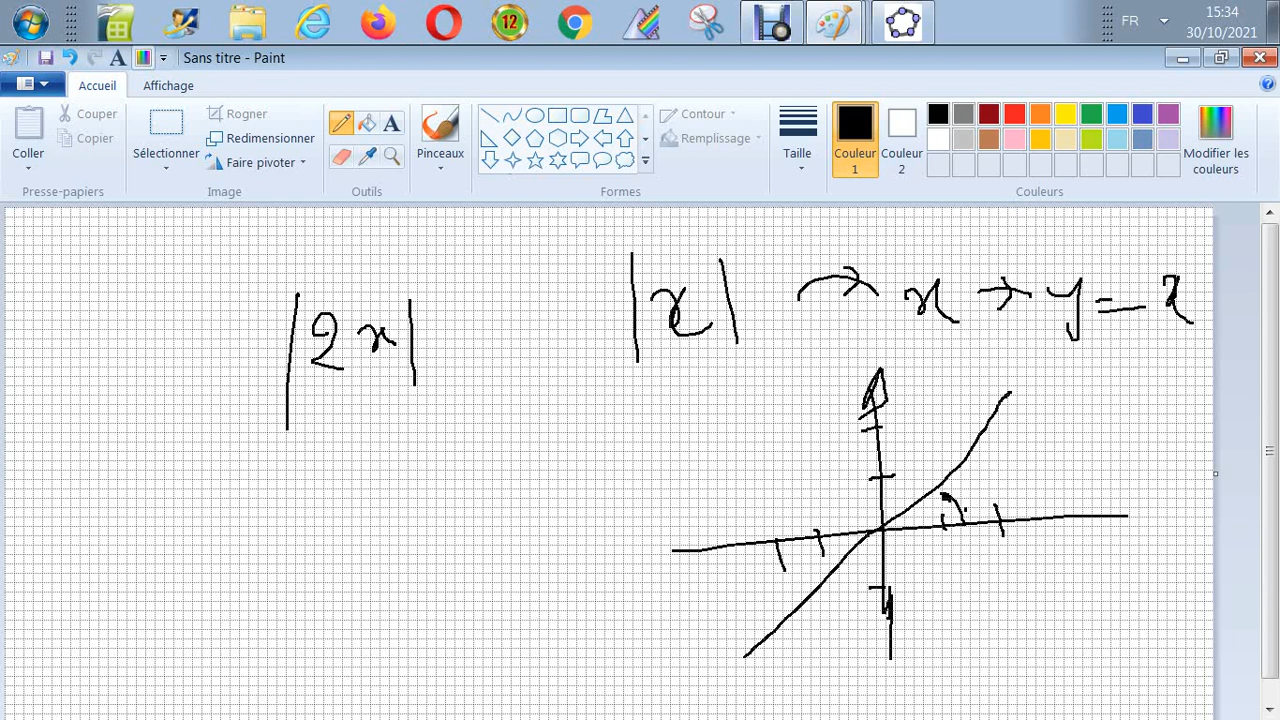 12
FR
15:34
30/10/2021
Sans titre - Paint
Accueil
Affichage
Coller
Couper
Copier
Presse-papiers
Sélectionner
Rogner
Redimensionner
Faire pivoter
Image
A
Outils
Pinceaux
Formes
Contour
Remplissage
Taille
Couleur
1
Couleur
2
Modifier les
couleurs
Couleurs
|2x|
|x| → x → y = x